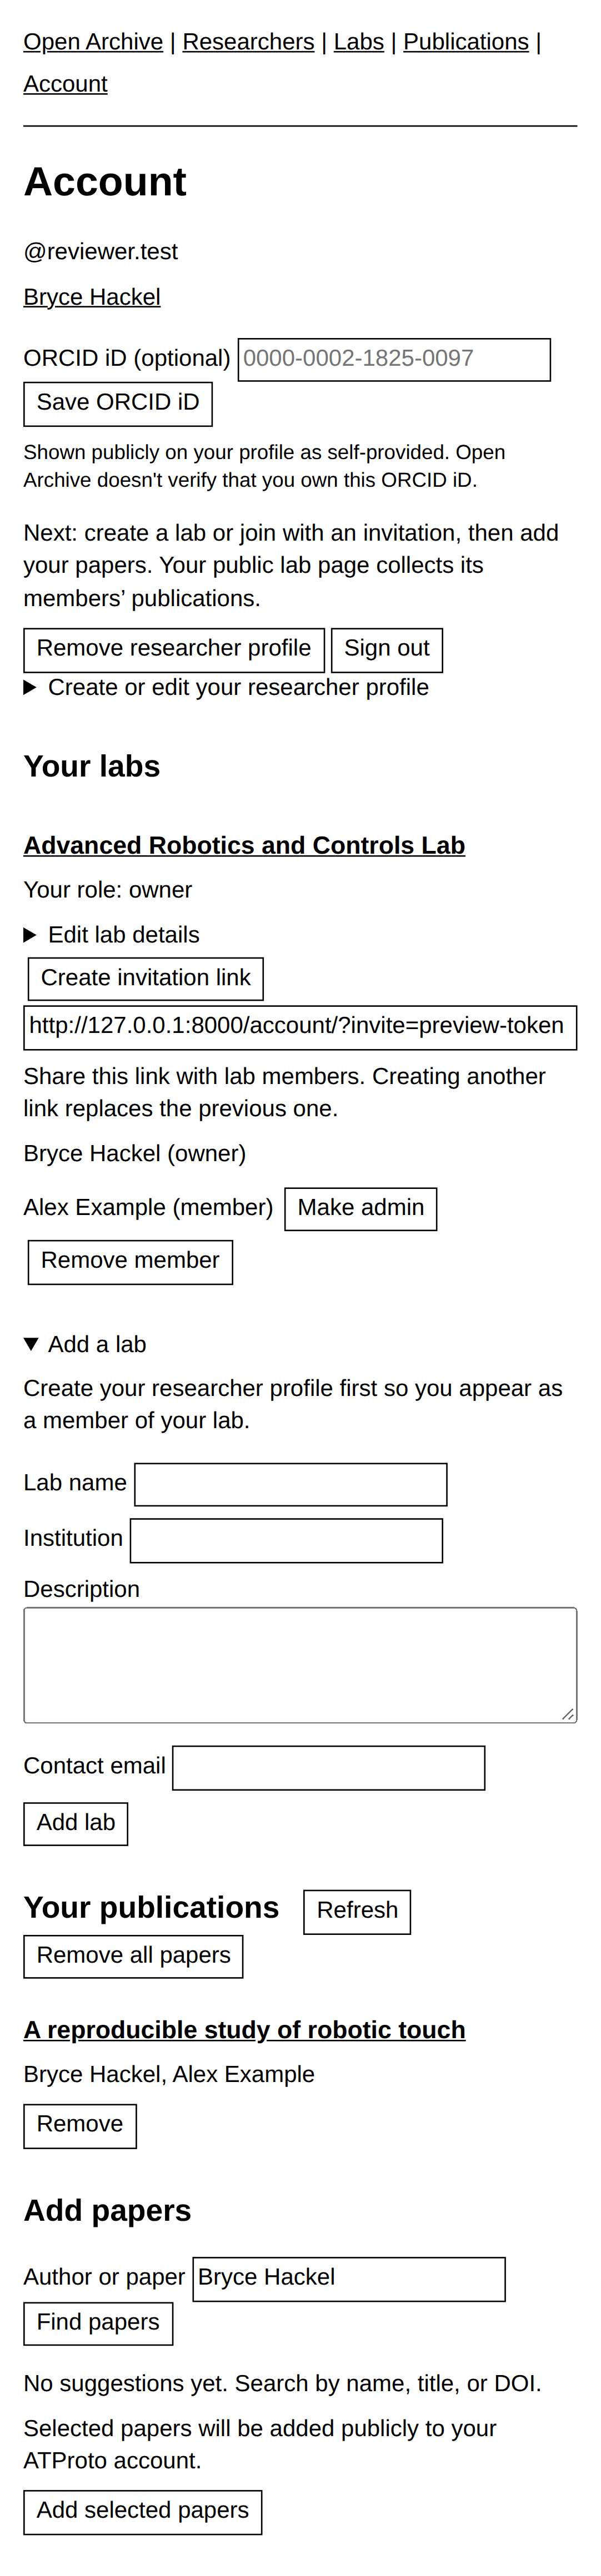 Open Archive | Researchers | Labs | Publications |
Account
Account
@reviewer.test
Bryce Hackel
ORCID iD (optional) 0000-0002-1825-0097
Save ORCID iD
Shown publicly on your profile as self-provided. Open
Archive doesn't verify that you own this ORCID iD.
Next: create a lab or join with an invitation, then add
your papers. Your public lab page collects its
members’ publications.
Remove researcher profile Sign out
Create or edit your researcher profile
Your labs
Advanced Robotics and Controls Lab
Your role: owner
Edit lab details
Create invitation link
http://127.0.0.1:8000/account/?invite=preview-token
Share this link with lab members. Creating another
link replaces the previous one.
Bryce Hackel (owner)
Alex Example (member) Make admin
Remove member
Add a lab
Create your researcher profile first so you appear as
a member of your lab.
Lab name
Institution
Description
Contact email
Add lab
Your publications Refresh
Remove all papers
A reproducible study of robotic touch
Bryce Hackel, Alex Example
Remove
Add papers
Author or paper Bryce Hackel
Find papers
No suggestions yet. Search by name, title, or DOI.
Selected papers will be added publicly to your
ATProto account.
Add selected papers